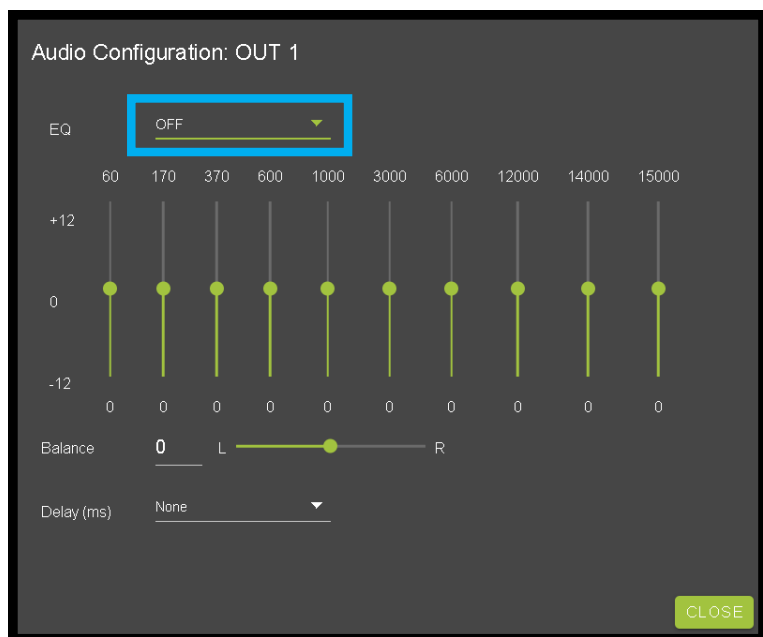 Audio Configuration: OUT 1
EQ OFF
60 170 370 600 1000 3000 6000 12000 14000 15000
+12
0
-12
0 0 0 0 0 0 0 0 0 0
Balance 0 L R
Delay (ms) None
CLOSE